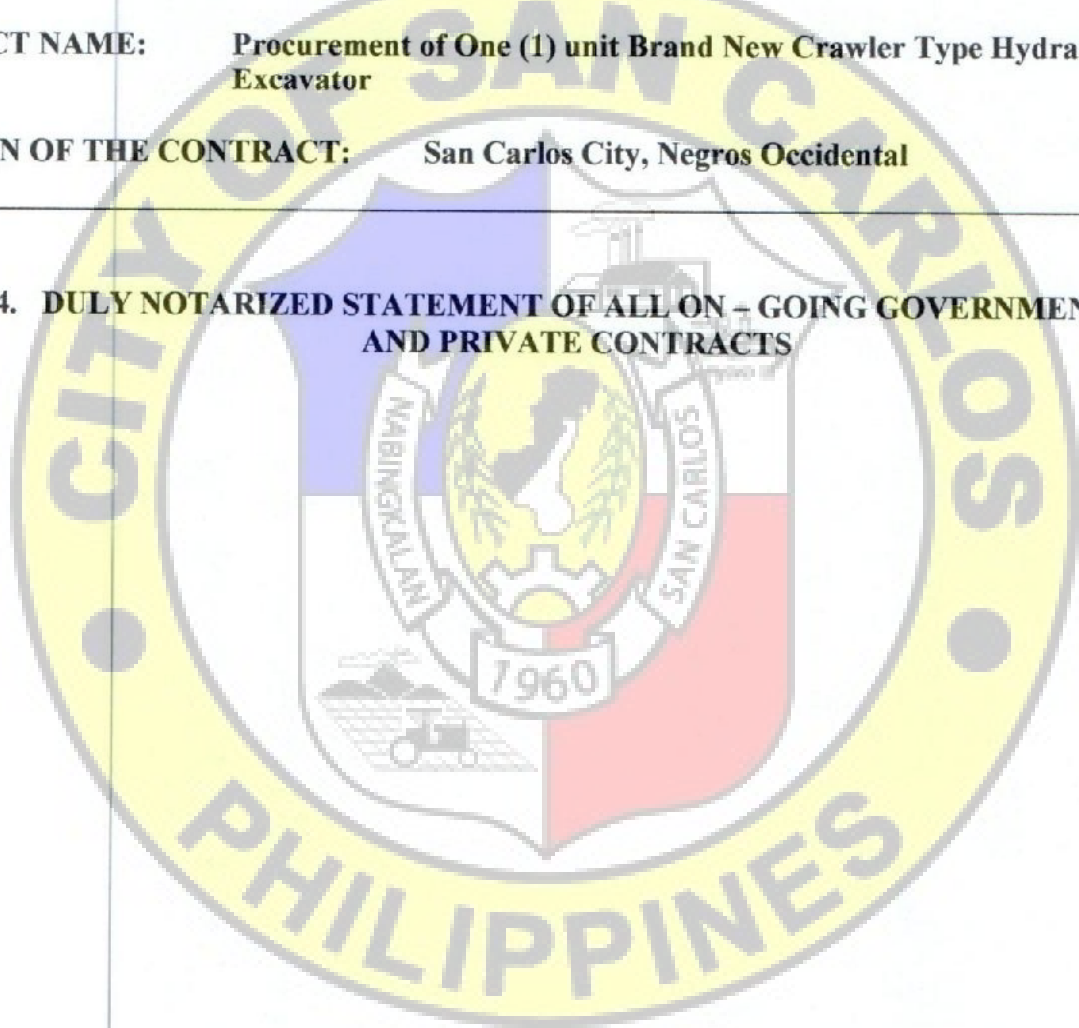 CT NAME: Procurement of One (1) unit Brand New Crawler Type Hydra
Excavator
N OF THE CONTRACT: San Carlos City, Negros Occidental
4. DULY NOTARIZED STATEMENT OF ALL ON – GOING GOVERNMEN
AND PRIVATE CONTRACTS
CITY OF SAN CARLOS
NABINGKALAN
SAN CARLOS
1960
PHILIPPINES